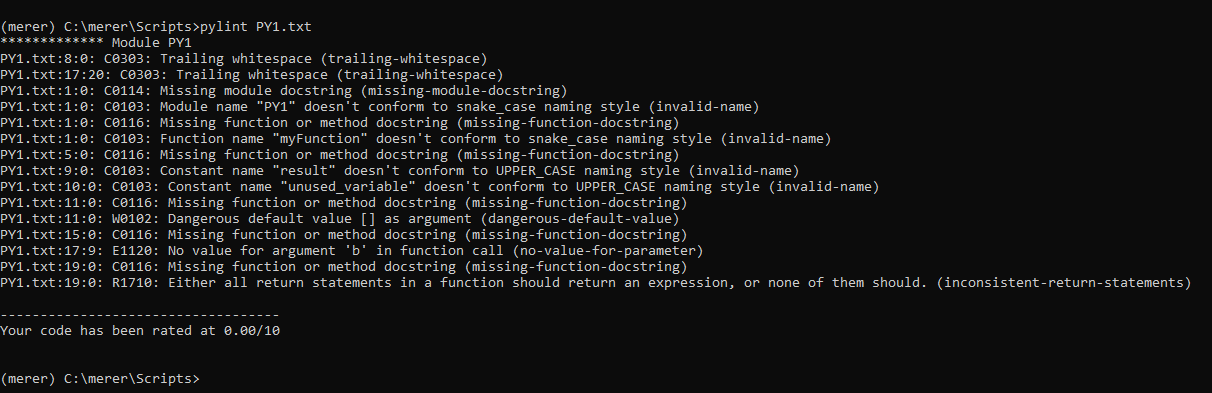 (merer) C:\merer\Scripts>pylint PY1.txt
************* Module PY1
PY1.txt:8:0: C0303: Trailing whitespace (trailing-whitespace)
PY1.txt:17:20: C0303: Trailing whitespace (trailing-whitespace)
PY1.txt:1:0: C0114: Missing module docstring (missing-module-docstring)
PY1.txt:1:0: C0103: Module name "PY1" doesn't conform to snake_case naming style (invalid-name)
PY1.txt:1:0: C0116: Missing function or method docstring (missing-function-docstring)
PY1.txt:1:0: C0103: Function name "myFunction" doesn't conform to snake_case naming style (invalid-name)
PY1.txt:5:0: C0116: Missing function or method docstring (missing-function-docstring)
PY1.txt:9:0: C0103: Constant name "result" doesn't conform to UPPER_CASE naming style (invalid-name)
PY1.txt:10:0: C0103: Constant name "unused_variable" doesn't conform to UPPER_CASE naming style (invalid-name)
PY1.txt:11:0: C0116: Missing function or method docstring (missing-function-docstring)
PY1.txt:11:0: W0102: Dangerous default value [] as argument (dangerous-default-value)
PY1.txt:15:0: C0116: Missing function or method docstring (missing-function-docstring)
PY1.txt:17:9: E1120: No value for argument 'b' in function call (no-value-for-parameter)
PY1.txt:19:0: C0116: Missing function or method docstring (missing-function-docstring)
PY1.txt:19:0: R1710: Either all return statements in a function should return an expression, or none of them should. (inconsistent-return-statements)
-----------------------------------
Your code has been rated at 0.00/10
(merer) C:\merer\Scripts>